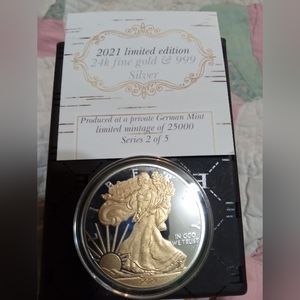 2021 limited edition
24k fine gold & 999
Silver
Produced at a private German Mint
limited mintage of 25000
Series 2 of 5
IN GOD
WE TRUST